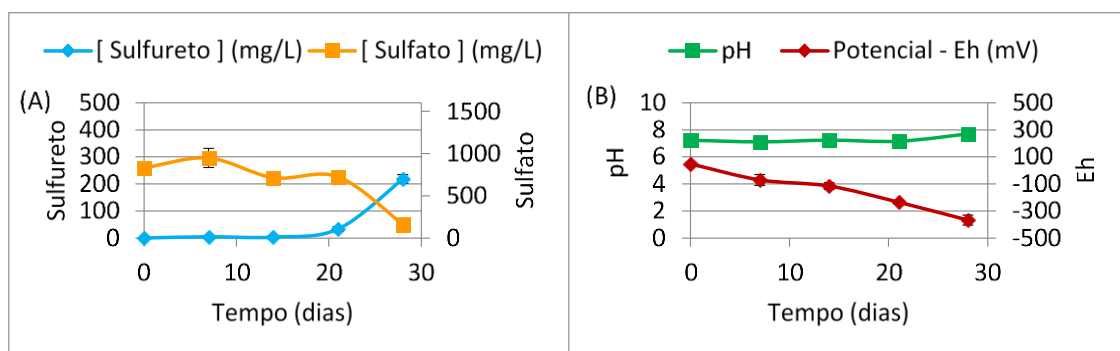 [ Sulfureto ] (mg/L) [ Sulfato ] (mg/L)
(A)
Sulfureto
500
400
300
200
100
0
1500
1000
500
0
Sulfato
0 10 20 30
Tempo (dias)
pH Potencial - Eh (mV)
(B)
pH
10
8
6
4
2
0
500
300
100
-100
-300
-500
Eh
0 10 20 30
Tempo (dias)